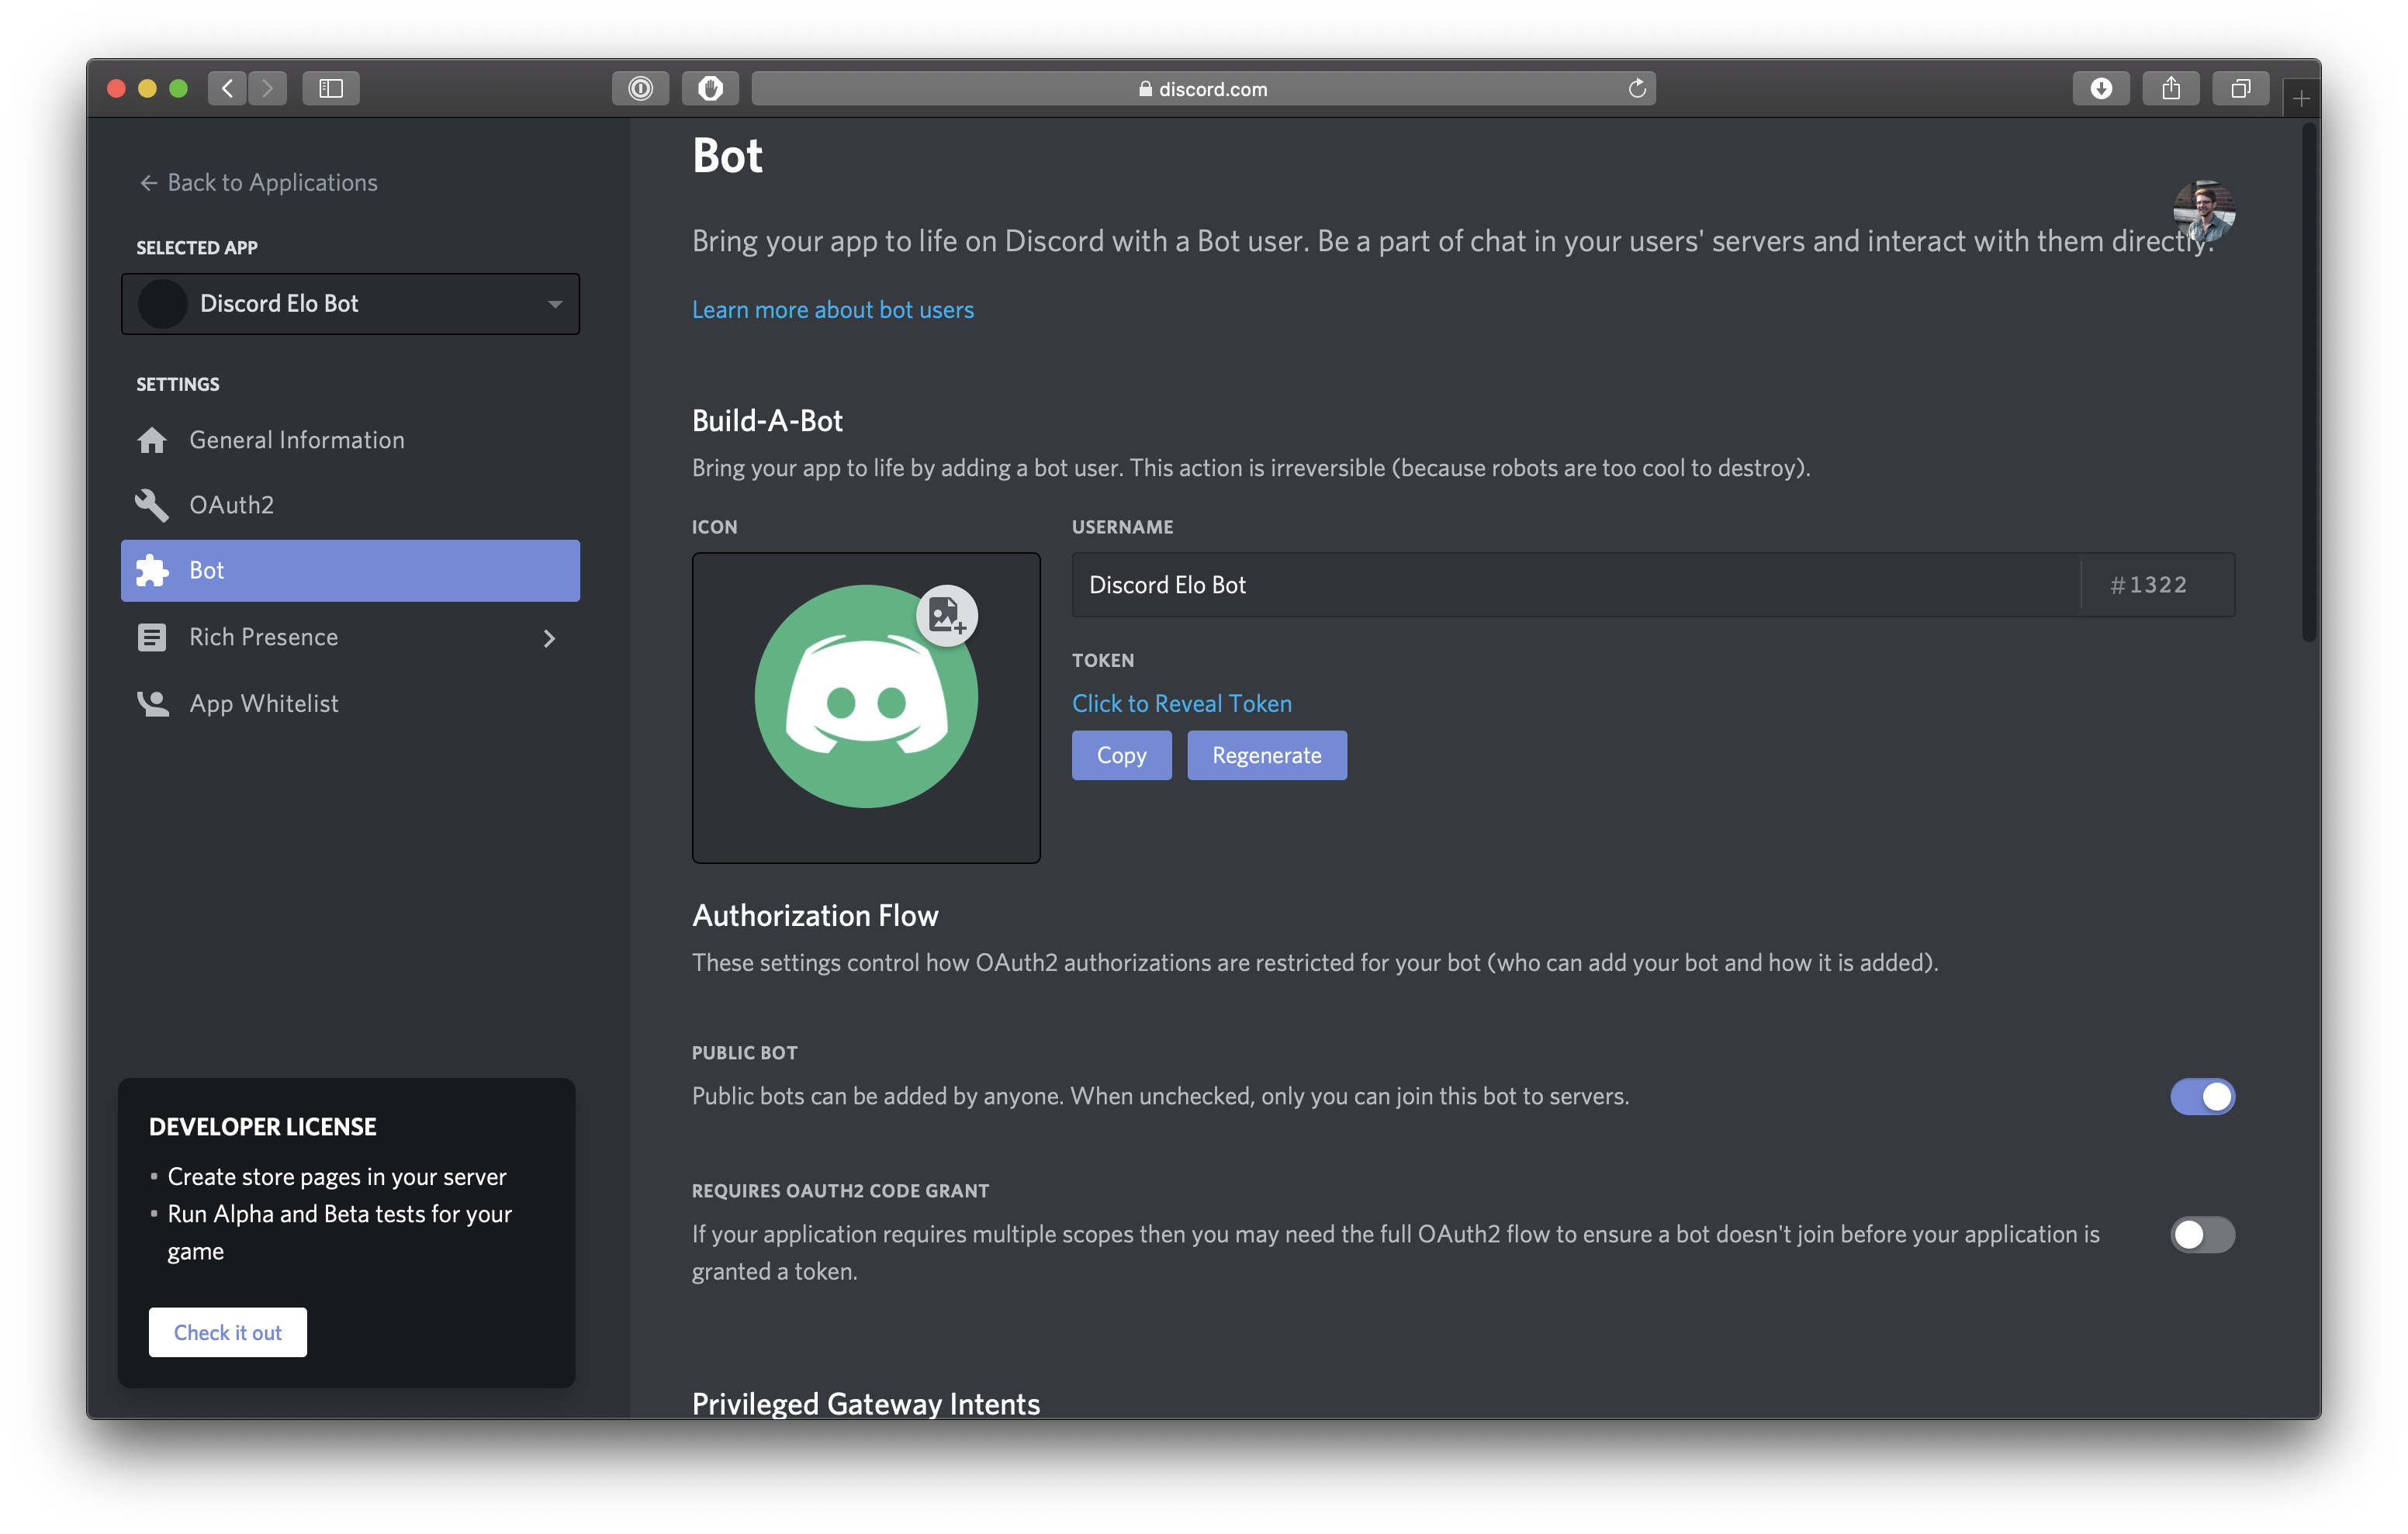 discord.com
← Back to Applications
SELECTED APP
Discord Elo Bot
SETTINGS
General Information
OAuth2
Bot
Rich Presence
App Whitelist
DEVELOPER LICENSE
▪ Create store pages in your server
▪ Run Alpha and Beta tests for your
game
Check it out
Bot
Bring your app to life on Discord with a Bot user. Be a part of chat in your users' servers and interact with them directly.
Learn more about bot users
Build-A-Bot
Bring your app to life by adding a bot user. This action is irreversible (because robots are too cool to destroy).
ICON
USERNAME
Discord Elo Bot #1322
TOKEN
Click to Reveal Token
Copy Regenerate
Authorization Flow
These settings control how OAuth2 authorizations are restricted for your bot (who can add your bot and how it is added).
PUBLIC BOT
Public bots can be added by anyone. When unchecked, only you can join this bot to servers.
REQUIRES OAUTH2 CODE GRANT
If your application requires multiple scopes then you may need the full OAuth2 flow to ensure a bot doesn't join before your application is
granted a token.
Privileged Gateway Intents